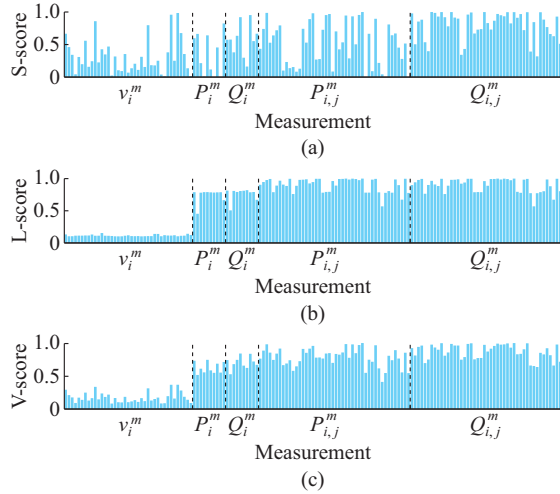 1.0
0.5
0
S-score
v_i^m P_i^m Q_i^m P_{i,j}^m Q_{i,j}^m
Measurement
(a)
1.0
0.5
0
L-score
v_i^m P_i^m Q_i^m P_{i,j}^m Q_{i,j}^m
Measurement
(b)
1.0
0.5
0
V-score
v_i^m P_i^m Q_i^m P_{i,j}^m Q_{i,j}^m
Measurement
(c)